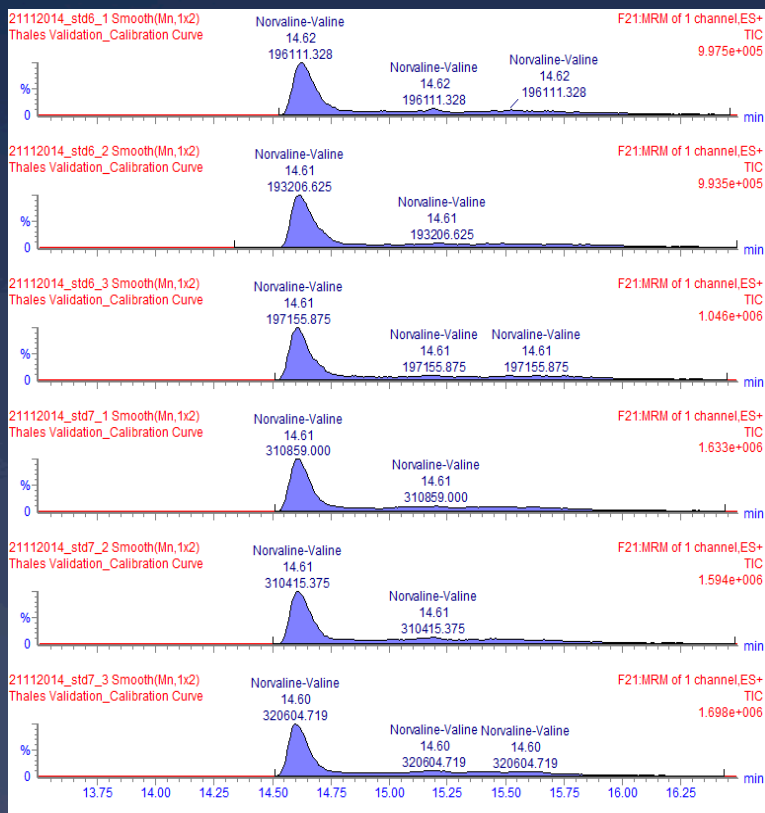 21112014_std6_1 Smooth(Mn,1x2)
Thales Validation_Calibration Curve
F21:MRM of 1 channel,ES+
TIC
9.975e+005
Norvaline-Valine
14.62
196111.328
Norvaline-Valine
14.62
196111.328
Norvaline-Valine
14.62
196111.328
%
0
min
21112014_std6_2 Smooth(Mn,1x2)
Thales Validation_Calibration Curve
F21:MRM of 1 channel,ES+
TIC
9.935e+005
Norvaline-Valine
14.61
193206.625
Norvaline-Valine
14.61
193206.625
%
0
min
21112014_std6_3 Smooth(Mn,1x2)
Thales Validation_Calibration Curve
F21:MRM of 1 channel,ES+
TIC
1.046e+006
Norvaline-Valine
14.61
197155.875
Norvaline-Valine
14.61
197155.875
Norvaline-Valine
14.61
197155.875
%
0
min
21112014_std7_1 Smooth(Mn,1x2)
Thales Validation_Calibration Curve
F21:MRM of 1 channel,ES+
TIC
1.633e+006
Norvaline-Valine
14.61
310859.000
Norvaline-Valine
14.61
310859.000
%
0
min
21112014_std7_2 Smooth(Mn,1x2)
Thales Validation_Calibration Curve
F21:MRM of 1 channel,ES+
TIC
1.594e+006
Norvaline-Valine
14.61
310415.375
Norvaline-Valine
14.61
310415.375
%
0
min
21112014_std7_3 Smooth(Mn,1x2)
Thales Validation_Calibration Curve
F21:MRM of 1 channel,ES+
TIC
1.698e+006
Norvaline-Valine
14.60
320604.719
Norvaline-Valine
14.60
320604.719
Norvaline-Valine
14.60
320604.719
%
0
min
13.75 14.00 14.25 14.50 14.75 15.00 15.25 15.50 15.75 16.00 16.25